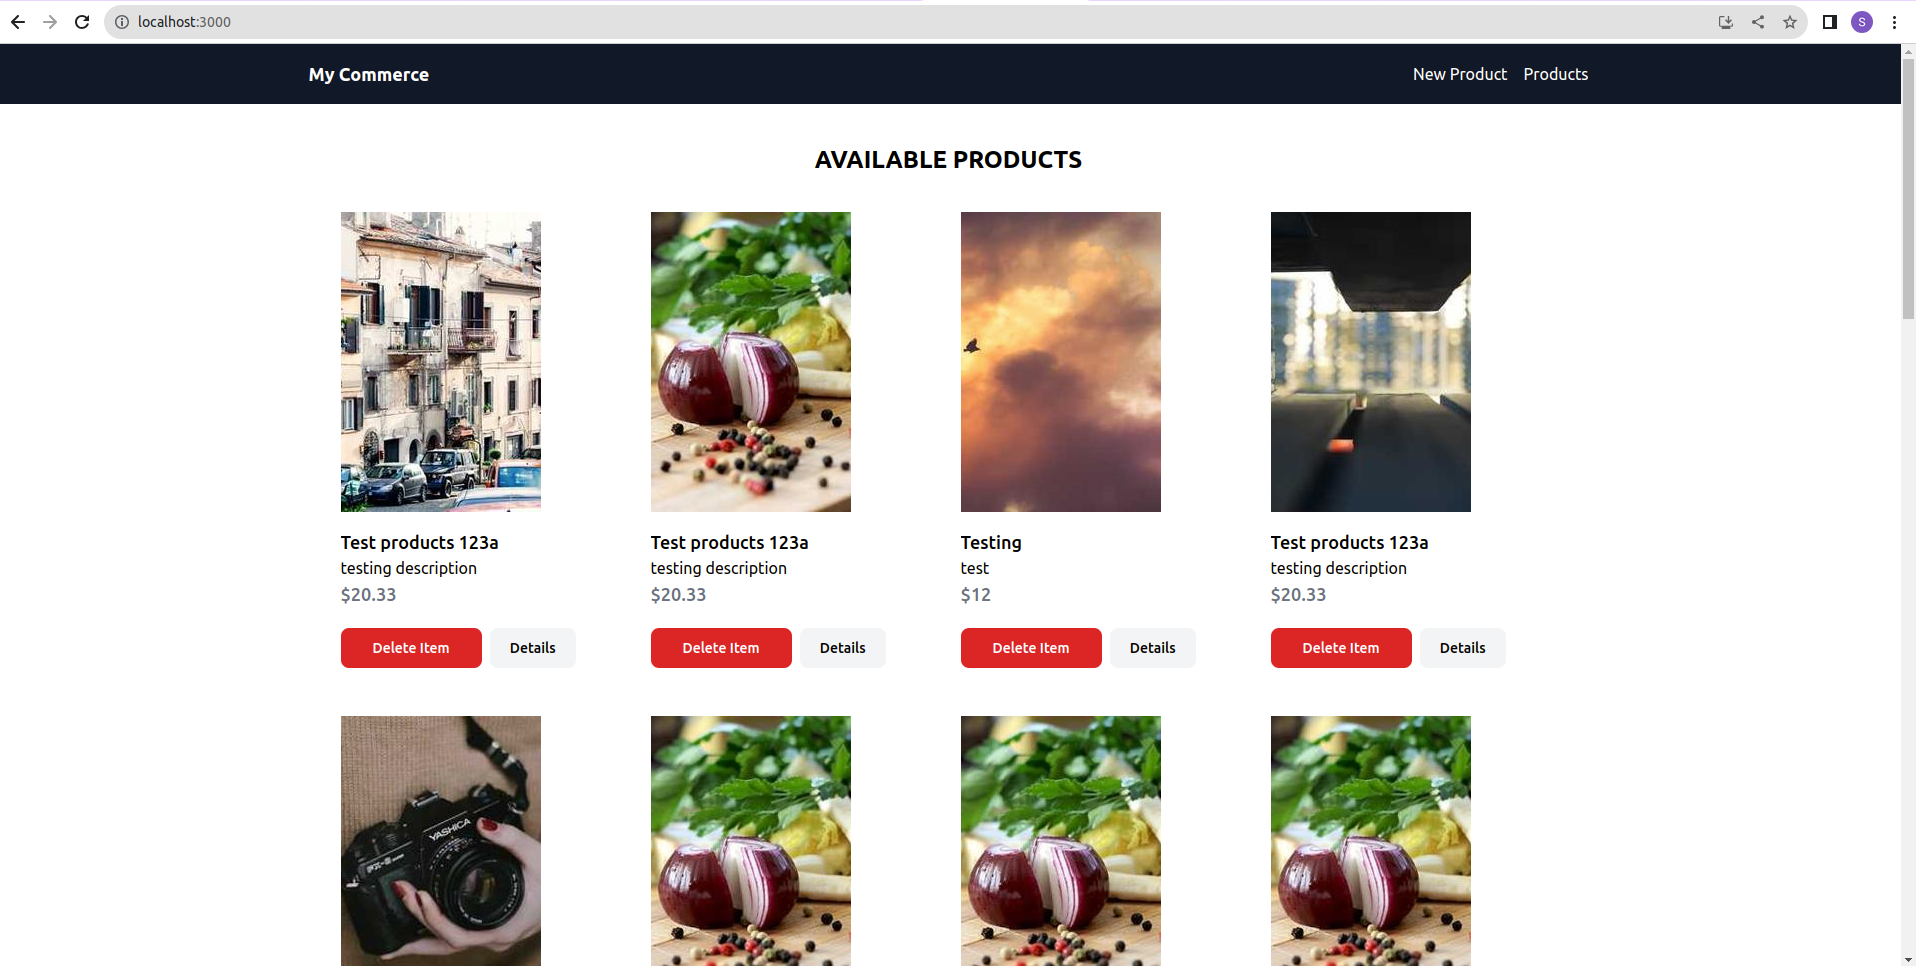 localhost:3000
S
My Commerce
New Product Products
AVAILABLE PRODUCTS
Test products 123a
testing description
$20.33
Delete Item Details
Test products 123a
testing description
$20.33
Delete Item Details
Testing
test
$12
Delete Item Details
Test products 123a
testing description
$20.33
Delete Item Details
YASHICA